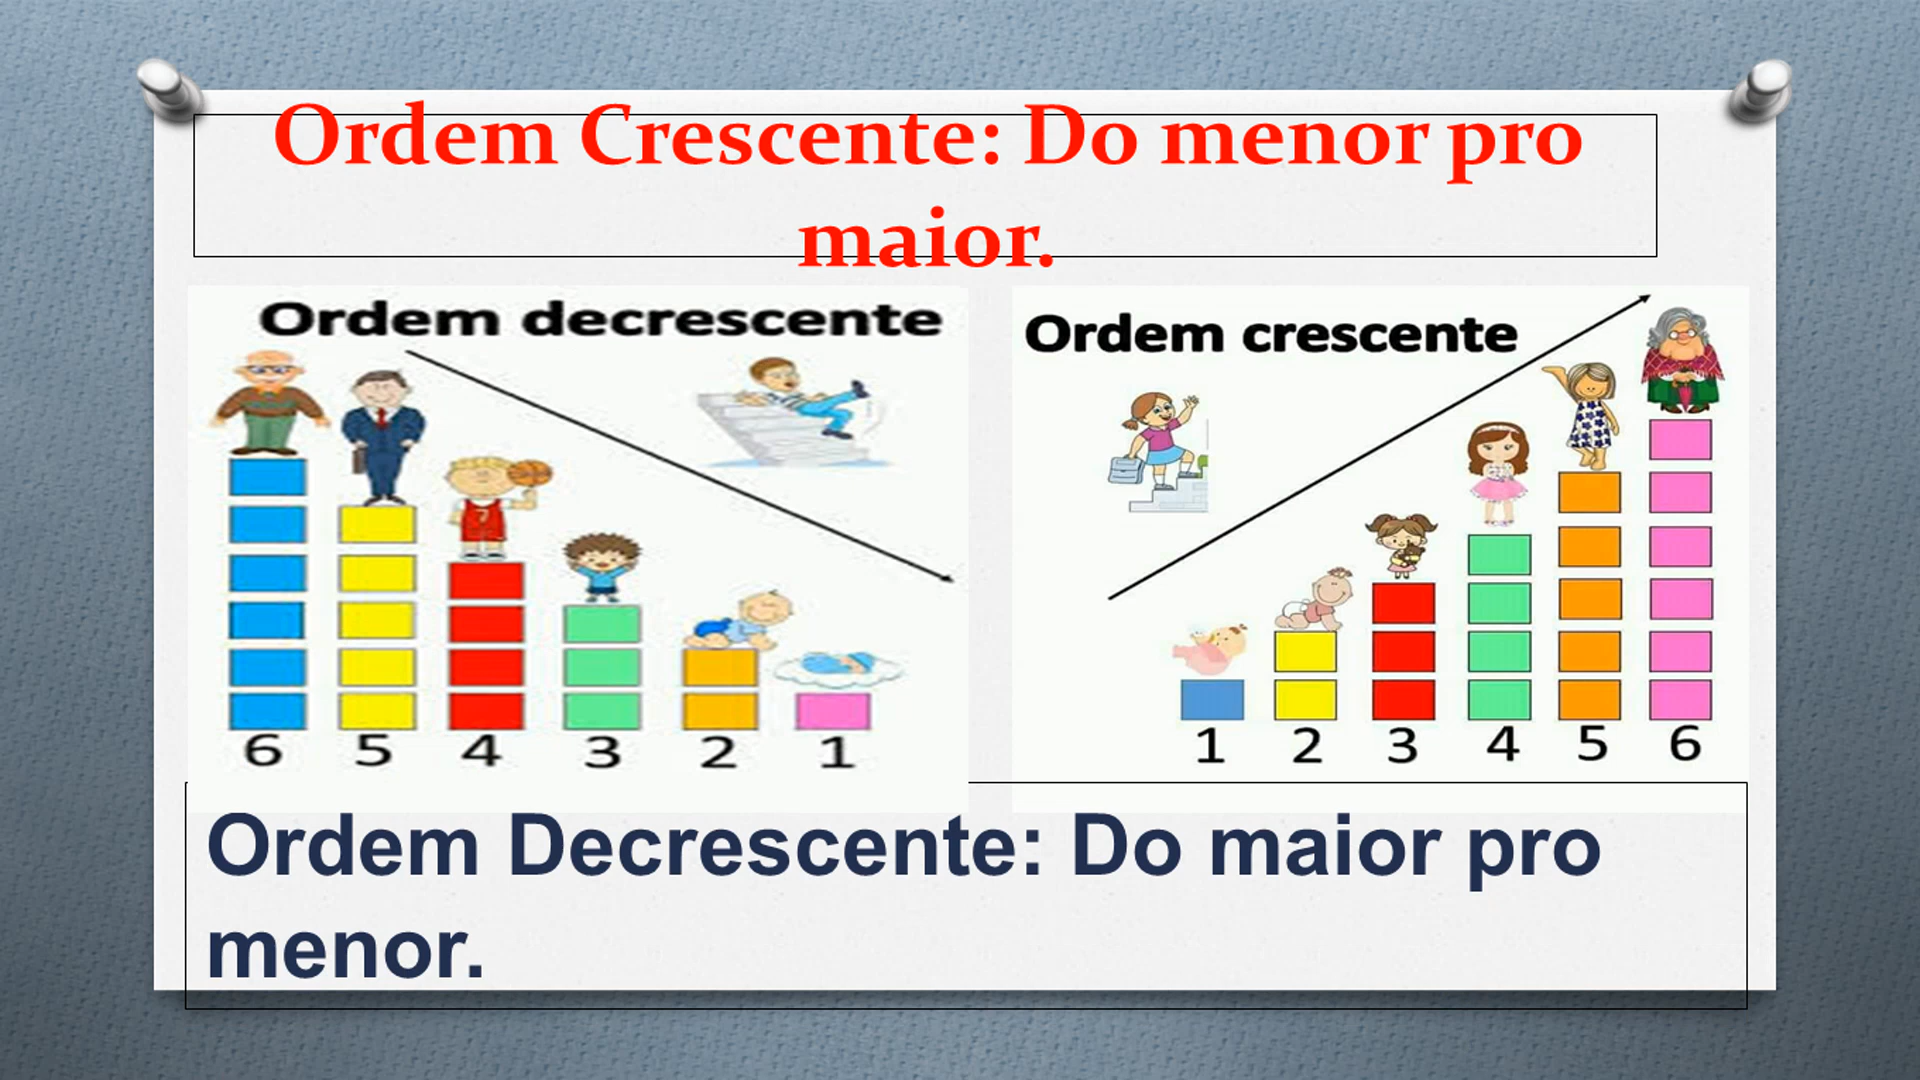 Ordem Crescente: Do menor pro
maior.
Ordem decrescente
6 5 4 3 2 1
Ordem crescente
1 2 3 4 5 6
Ordem Decrescente: Do maior pro
menor.